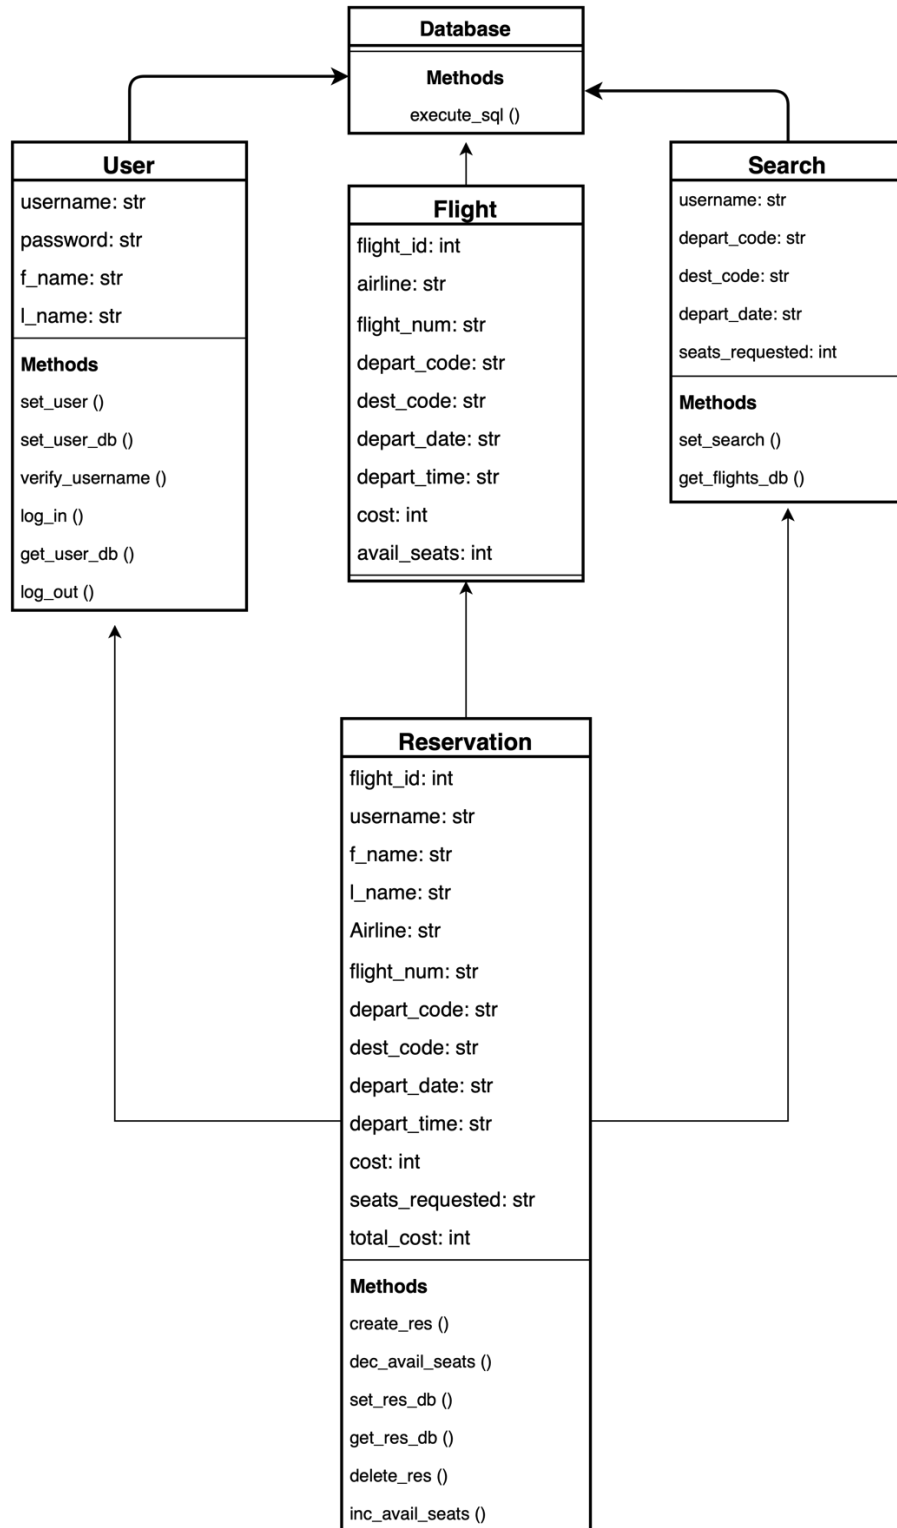 Database
Methods
execute_sql ()
User
username: str
password: str
f_name: str
l_name: str
Methods
set_user ()
set_user_db ()
verify_username ()
log_in ()
get_user_db ()
log_out ()
Flight
flight_id: int
airline: str
flight_num: str
depart_code: str
dest_code: str
depart_date: str
depart_time: str
cost: int
avail_seats: int
Search
username: str
depart_code: str
dest_code: str
depart_date: str
seats_requested: int
Methods
set_search ()
get_flights_db ()
Reservation
flight_id: int
username: str
f_name: str
l_name: str
Airline: str
flight_num: str
depart_code: str
dest_code: str
depart_date: str
depart_time: str
cost: int
seats_requested: str
total_cost: int
Methods
create_res ()
dec_avail_seats ()
set_res_db ()
get_res_db ()
delete_res ()
inc_avail_seats ()